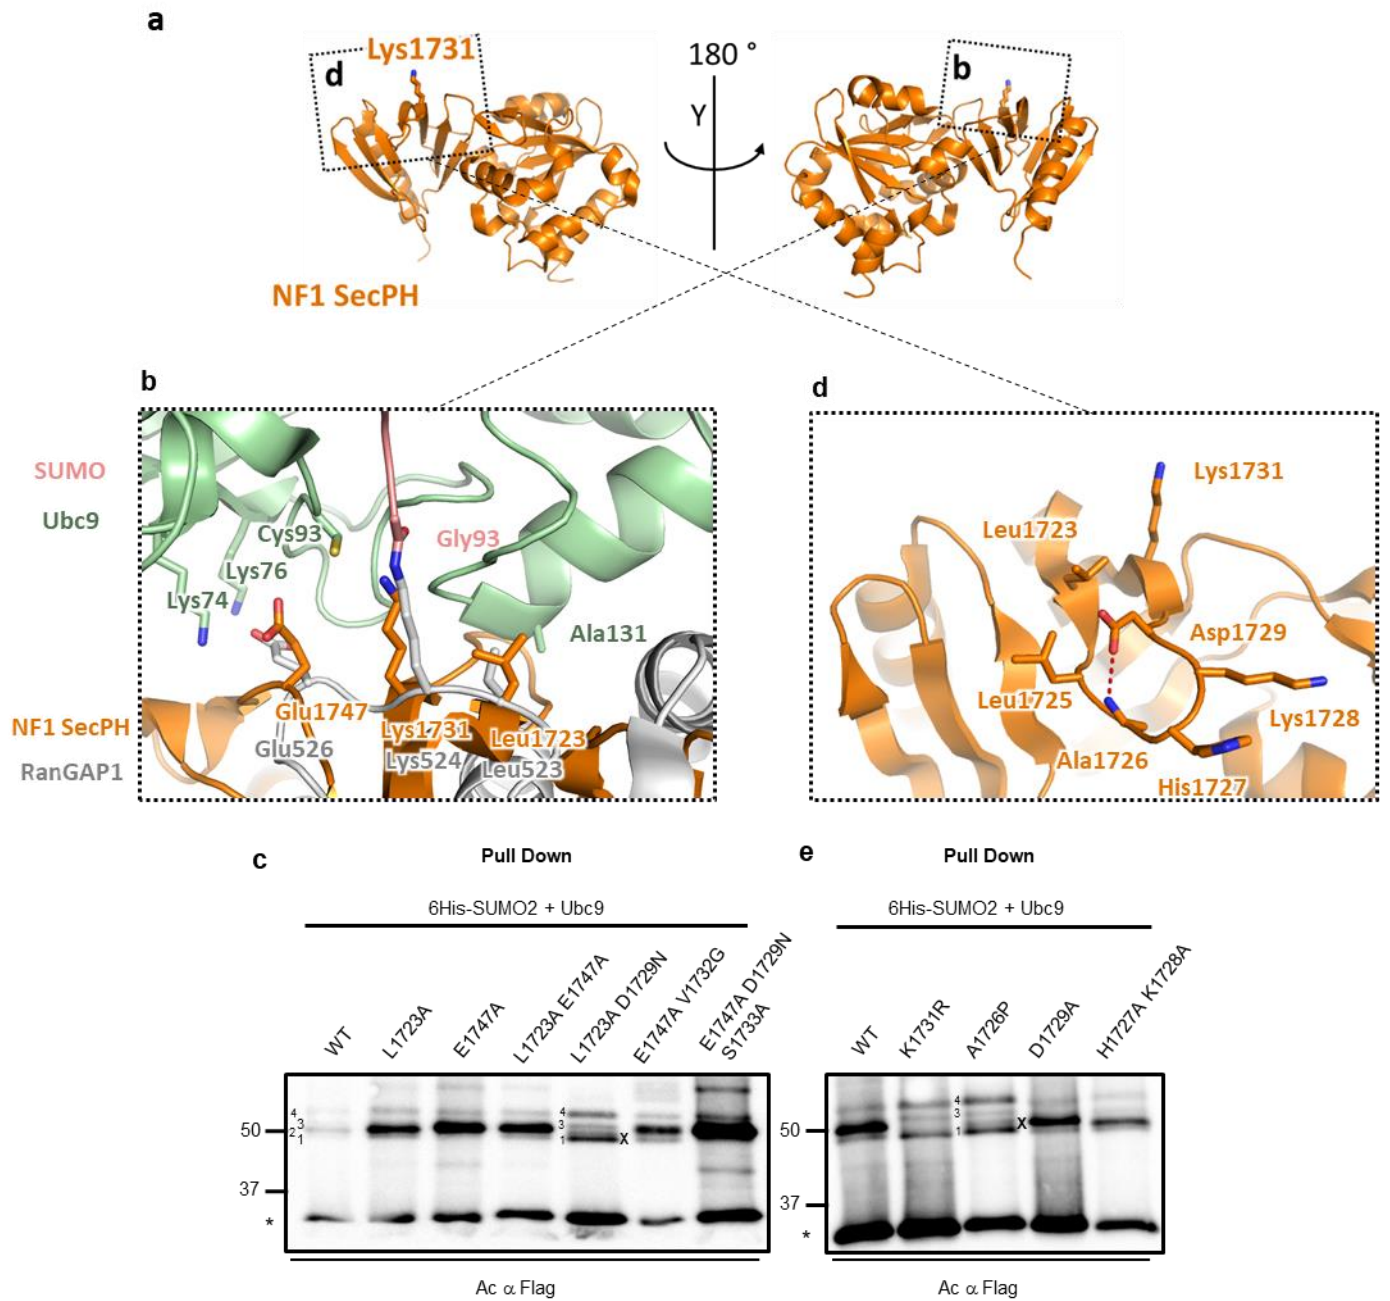 a
Lys1731
d
180 °
Y
b
NF1 SecPH
b
d
SUMO
Ubc9
Cys93
Gly93
Lys76
Lys74
Ala131
Glu1747
Lys1731
Leu1723
NF1 SecPH
RanGAP1
Glu526
Lys524
Leu523
Lys1731
Leu1723
Asp1729
Leu1725
Lys1728
Ala1726
His1727
c
Pull Down
6His-SUMO2 + Ubc9
WT
L1723A
E1747A
L1723A E1747A
L1723A D1729N
E1747A V1732G
E1747A D1729N
S1733A
4
3
2
1
4
3
1
X
50
37
*
Ac α Flag
e
Pull Down
6His-SUMO2 + Ubc9
WT
K1731R
A1726P
D1729A
H1727A K1728A
4
3
1
X
50
37
*
Ac α Flag